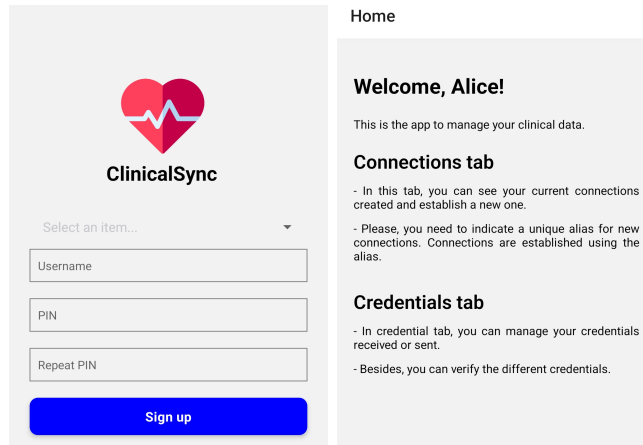 ClinicalSync
Select an item...
Username
PIN
Repeat PIN
Sign up
Home
Welcome, Alice!
This is the app to manage your clinical data.
Connections tab
- In this tab, you can see your current connections
created and establish a new one.
- Please, you need to indicate a unique alias for new
connections. Connections are established using the
alias.
Credentials tab
- In credential tab, you can manage your credentials
received or sent.
- Besides, you can verify the different credentials.